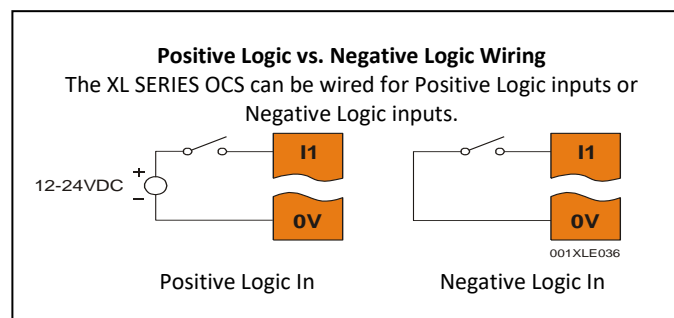 Positive Logic vs. Negative Logic Wiring
The XL SERIES OCS can be wired for Positive Logic inputs or
Negative Logic inputs.
I1
+
12-24VDC
–
0V
Positive Logic In
I1
0V
001XLE036
Negative Logic In